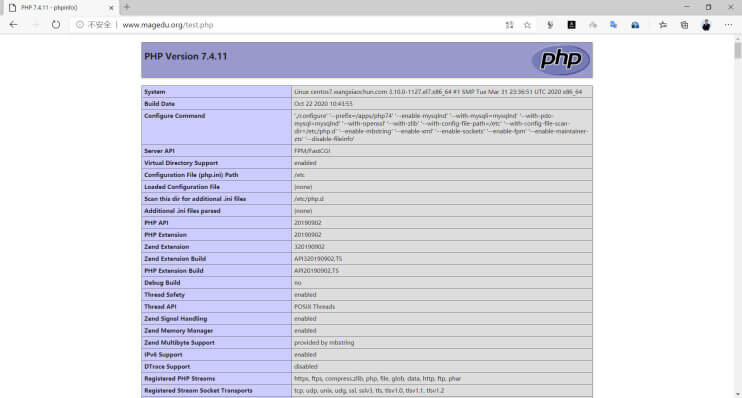 PHP 7.4.11 - phpinfo()
不安全 | www.magedu.org/test.php
PHP Version 7.4.11
php
System Linux centos7.wangxiaochun.com 3.10.0-1127.el7.x86_64 #1 SMP Tue Mar 31 23:36:51 UTC 2020 x86_64
Build Date Oct 22 2020 10:43:55
Configure Command './configure' '--prefix=/apps/php74' '--enable-mysqlnd' '--with-mysqli=mysqlnd' '--with-pdo-
mysql=mysqlnd' '--with-openssl' '--with-zlib' '--with-config-file-path=/etc' '--with-config-file-scan-
dir=/etc/php.d' '--enable-mbstring' '--enable-xml' '--enable-sockets' '--enable-fpm' '--enable-maintainer-
zts' '--disable-fileinfo'
Server API FPM/FastCGI
Virtual Directory Support enabled
Configuration File (php.ini) Path /etc
Loaded Configuration File (none)
Scan this dir for additional .ini files /etc/php.d
Additional .ini files parsed (none)
PHP API 20190902
PHP Extension 20190902
Zend Extension 320190902
Zend Extension Build API320190902,TS
PHP Extension Build API20190902,TS
Debug Build no
Thread Safety enabled
Thread API POSIX Threads
Zend Signal Handling enabled
Zend Memory Manager enabled
Zend Multibyte Support provided by mbstring
IPv6 Support enabled
DTrace Support disabled
Registered PHP Streams https, ftps, compress.zlib, php, file, glob, data, http, ftp, phar
Registered Stream Socket Transports tcp, udp, unix, udg, ssl, sslv3, tls, tlsv1.0, tlsv1.1, tlsv1.2